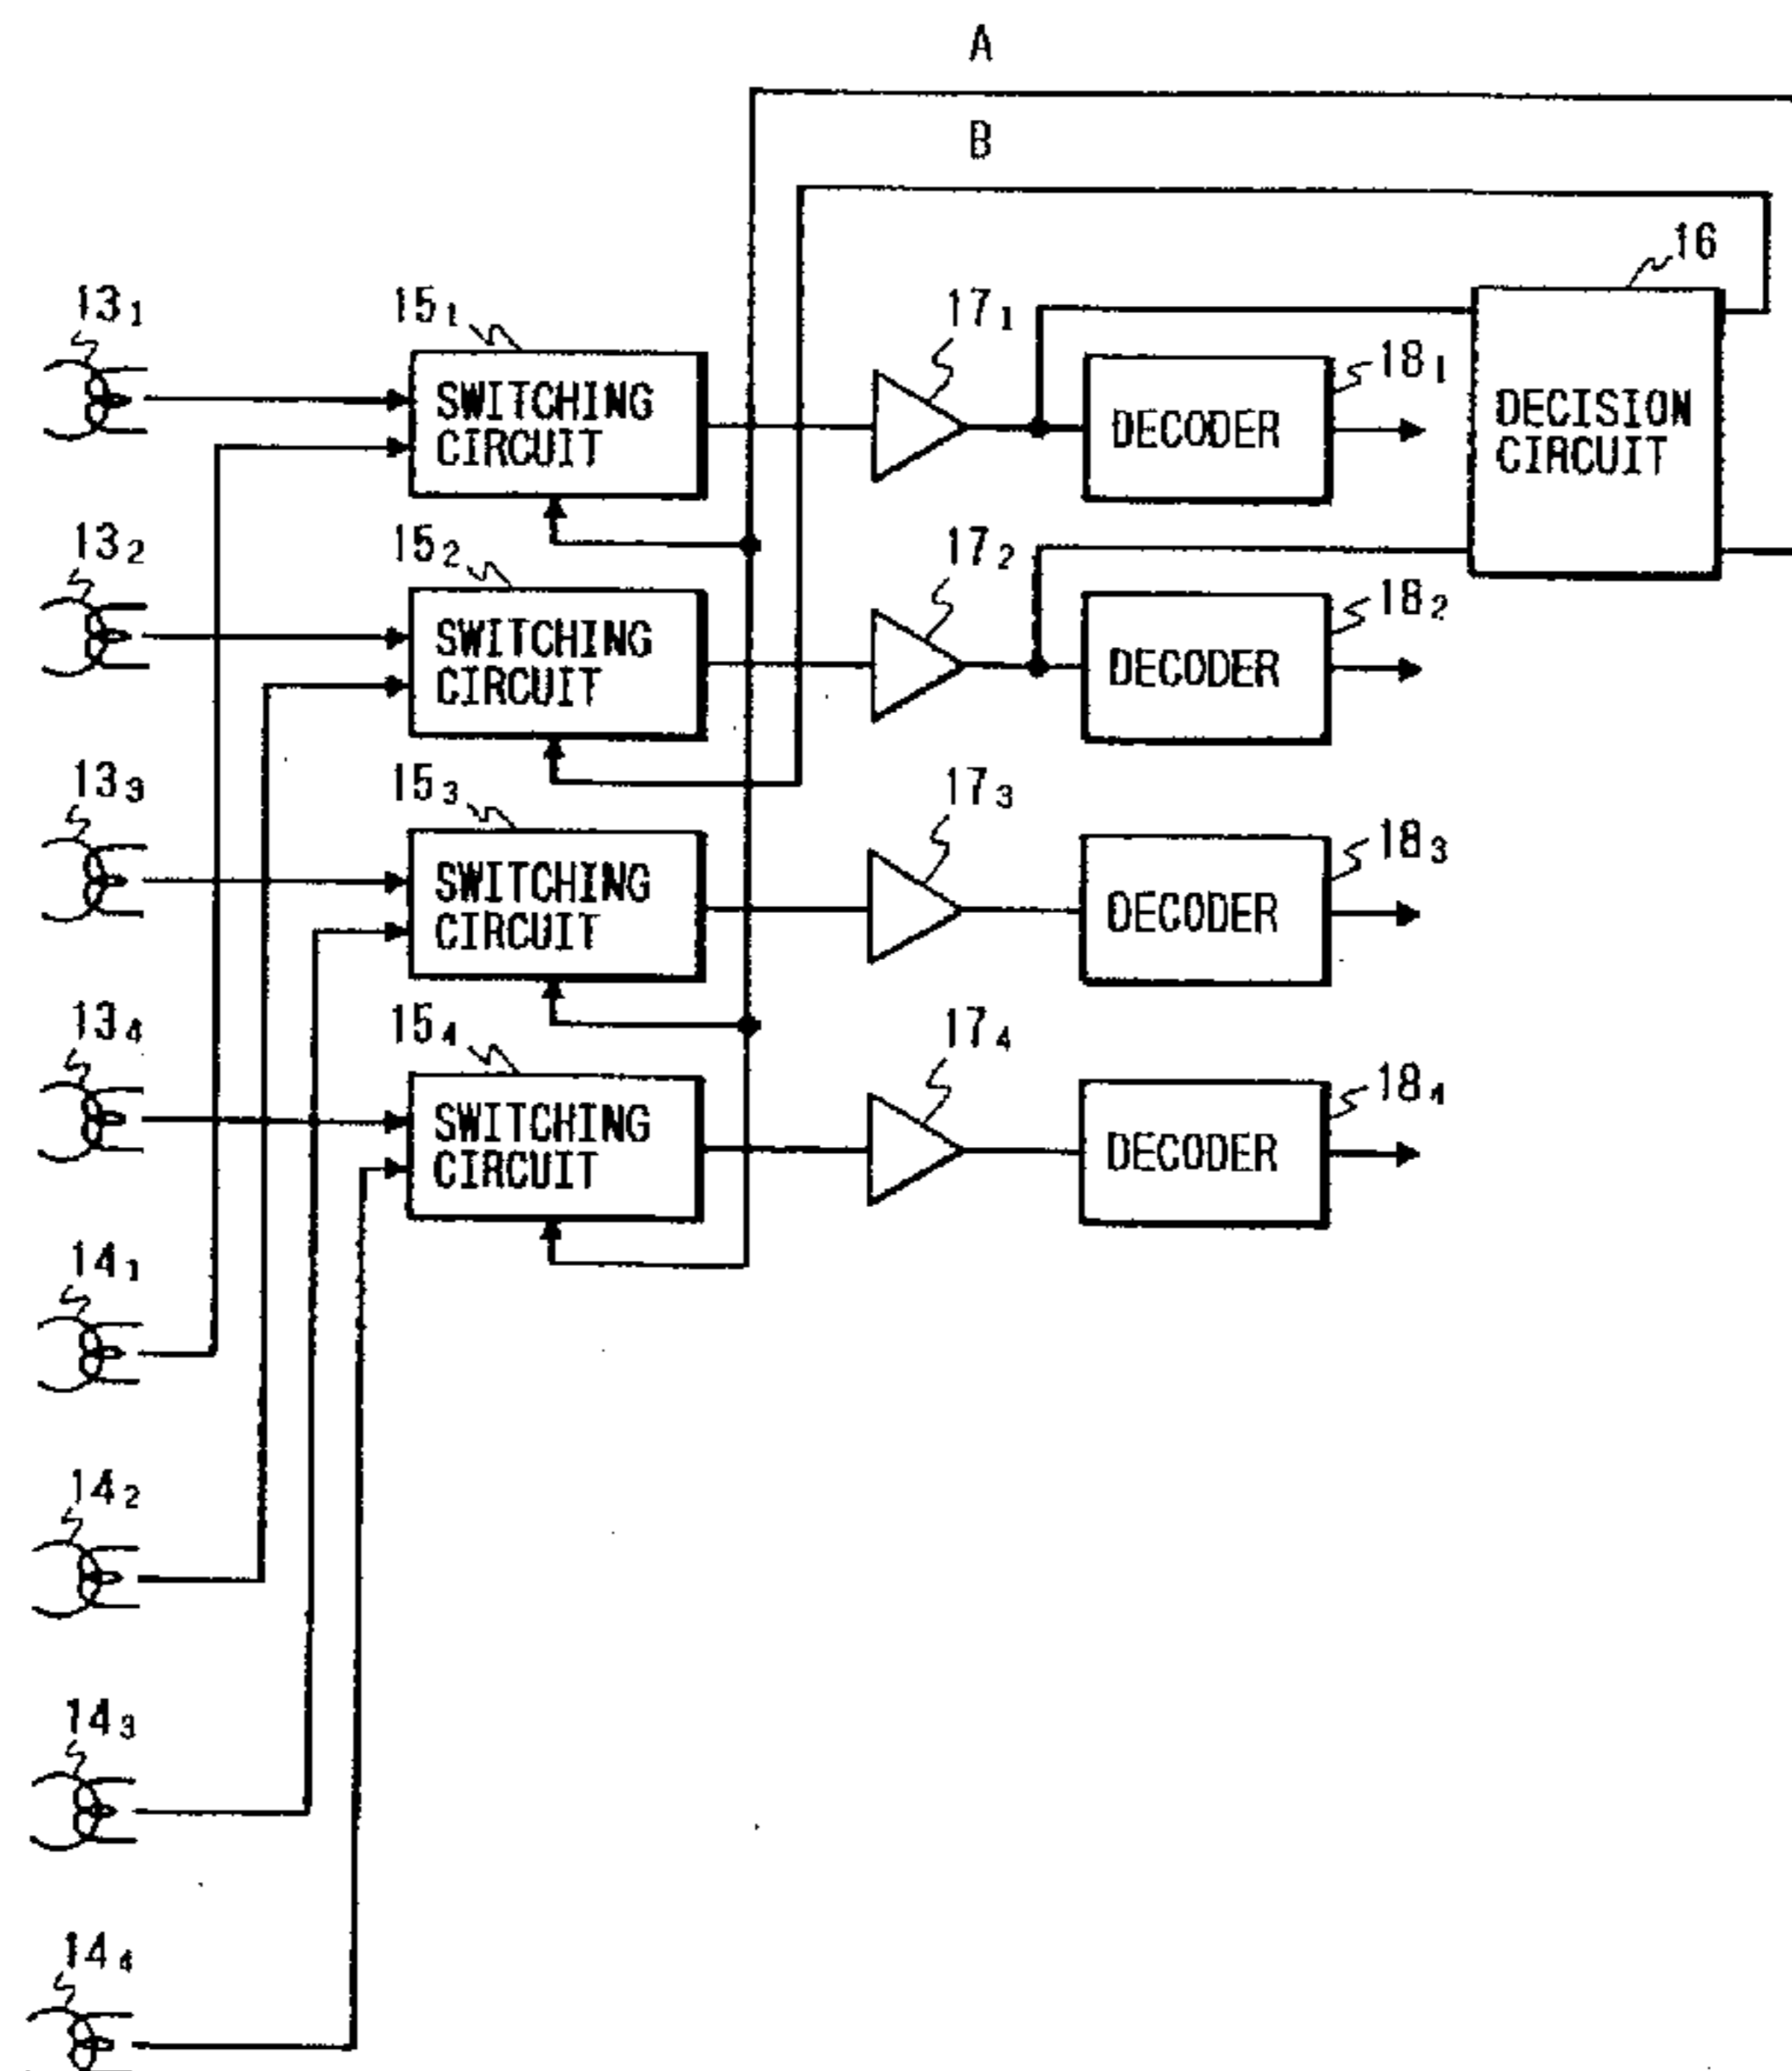 A
B
16
13₁
15₁
17₁
18₁
SWITCHING
CIRCUIT
DECODER
DECISION
CIRCUIT
13₂
15₂
17₂
18₂
SWITCHING
CIRCUIT
DECODER
13₃
15₃
17₃
18₃
SWITCHING
CIRCUIT
DECODER
13₄
15₄
17₄
18₄
SWITCHING
CIRCUIT
DECODER
14₁
14₂
14₃
14₄